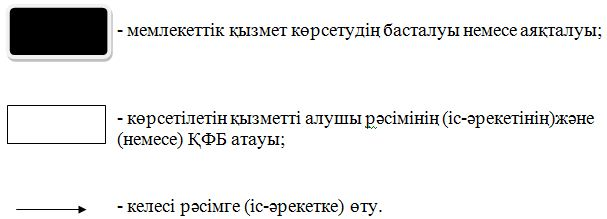 - мемлекеттік қызмет көрсетудің басталуы немесе аяқталуы;
- көрсетілетін қызметті алушы рәсімінің (іс-әрекетінің)және
(немесе) ҚФБ атауы;
- келесі рәсімге (іс-әрекетке) өту.